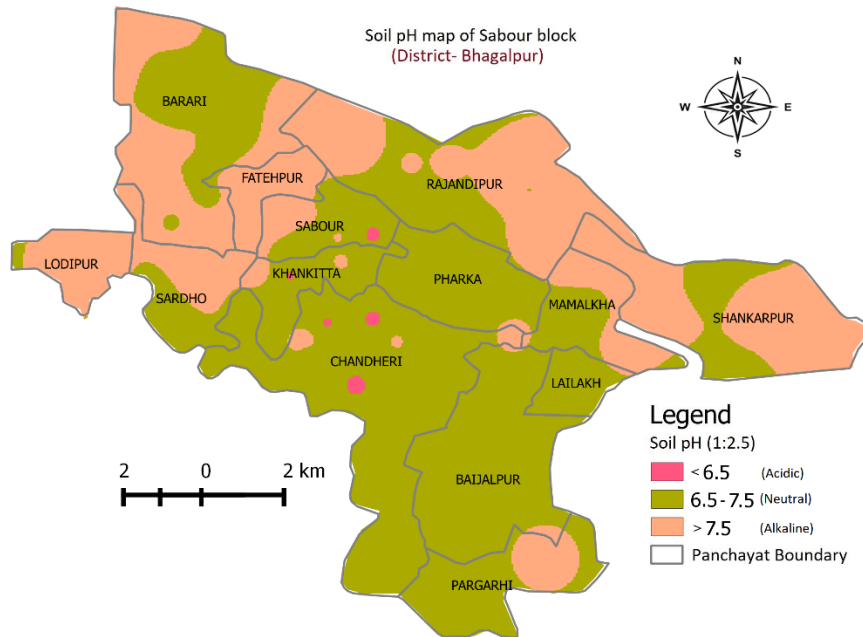 Soil pH map of Sabour block
(District- Bhagalpur)
N
W E
S
BARARI
FATEHPUR
RAJANDIPUR
SABOUR
LODIPUR
KHANKITTA
PHARKA
SARDHO
MAMALKHA
SHANKARPUR
CHANDHERI
LAILAKH
BAIJALPUR
PARGARHI
2 0 2 km
Legend
Soil pH (1:2.5)
< 6.5 (Acidic)
6.5 - 7.5 (Neutral)
> 7.5 (Alkaline)
Panchayat Boundary